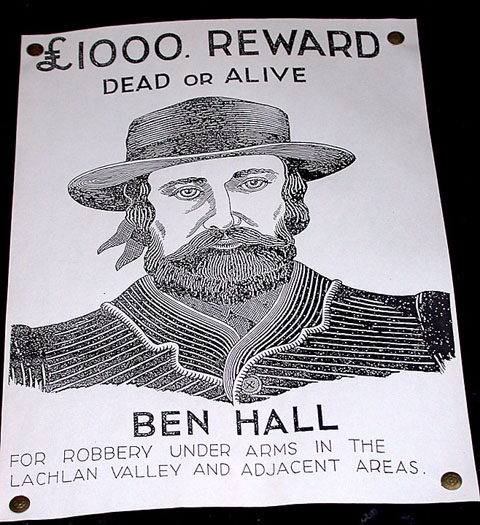 £1000. REWARD
DEAD OR ALIVE
BEN HALL
FOR ROBBERY UNDER ARMS IN THE
LACHLAN VALLEY AND ADJACENT AREAS.